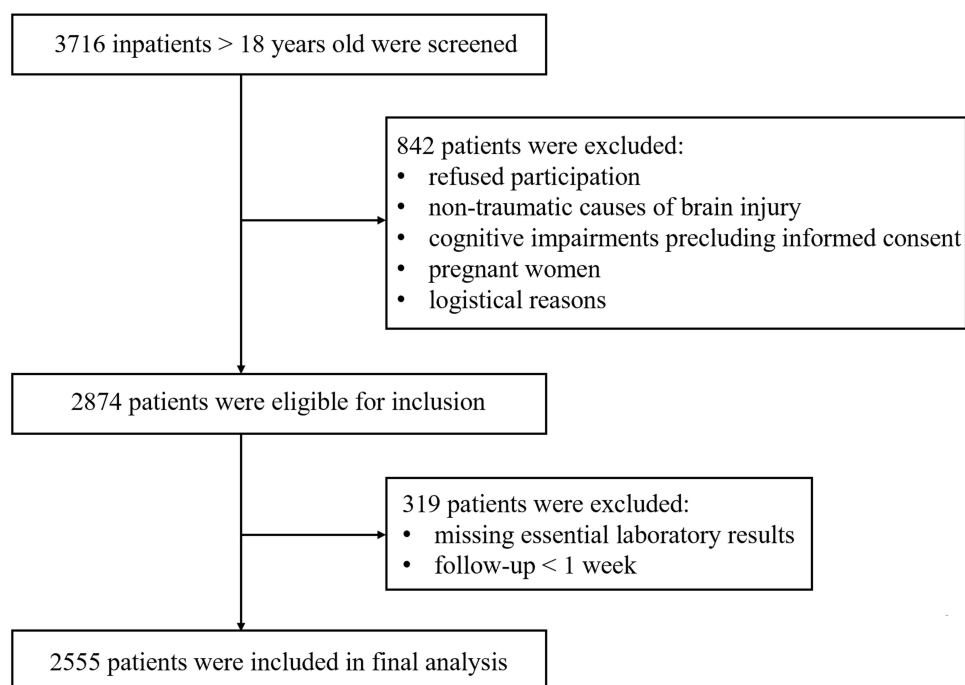 3716 inpatients > 18 years old were screened
842 patients were excluded:
• refused participation
• non-traumatic causes of brain injury
• cognitive impairments precluding informed consent
• pregnant women
• logistical reasons
2874 patients were eligible for inclusion
319 patients were excluded:
• missing essential laboratory results
• follow-up < 1 week
2555 patients were included in final analysis